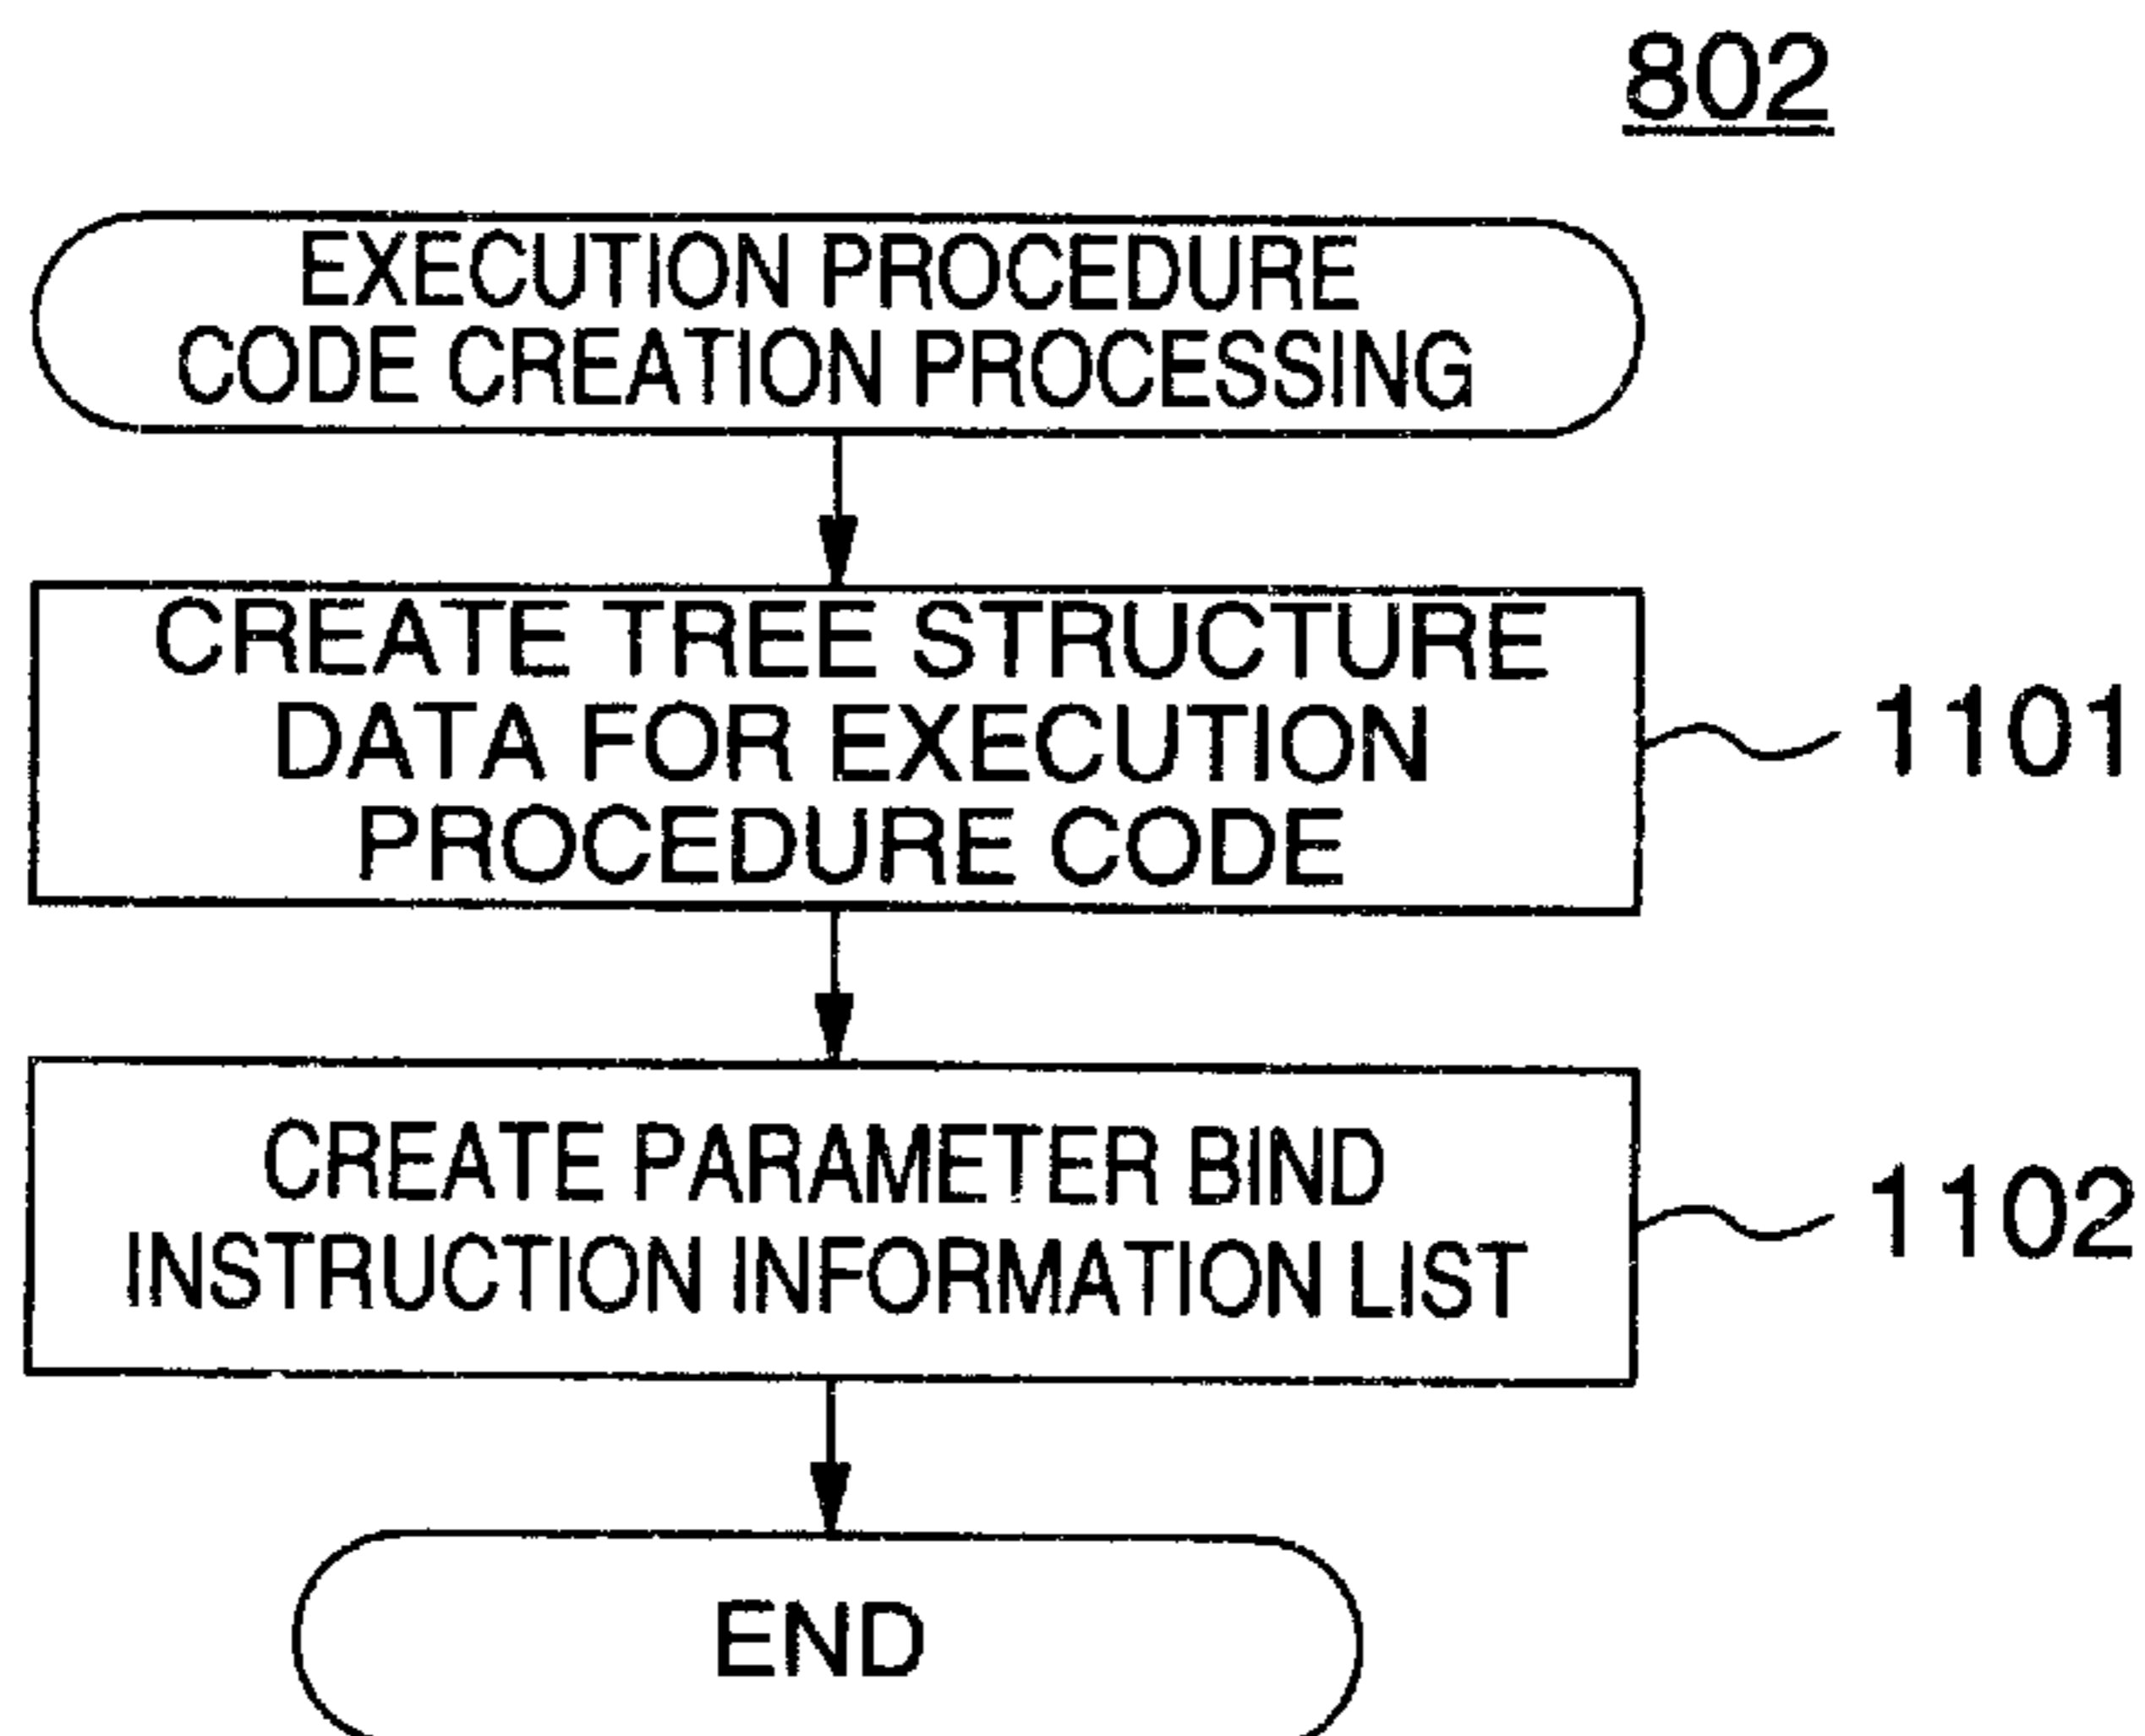 802
EXECUTION PROCEDURE
CODE CREATION PROCESSING
CREATE TREE STRUCTURE
DATA FOR EXECUTION
PROCEDURE CODE
1101
CREATE PARAMETER BIND
INSTRUCTION INFORMATION LIST
1102
END